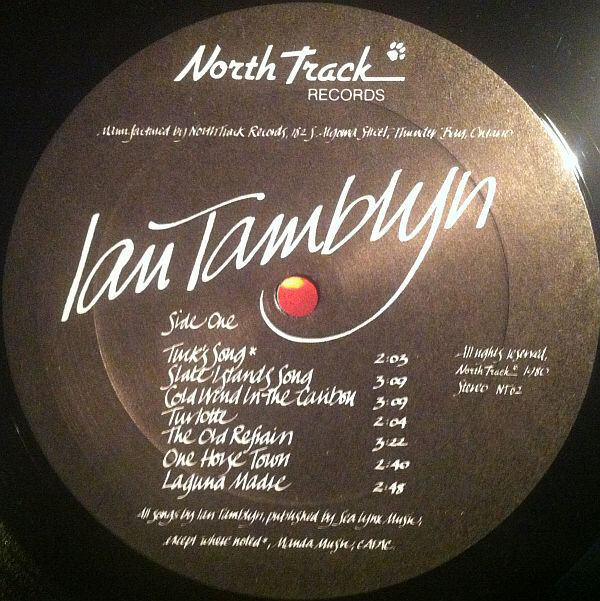 North Track
RECORDS
Manufactured by North Track Records, 182 S. Algoma Street, Thunder Bay, Ontario
Ian Tamblyn
Side One
Tuck's Song* 2:03
Slate Islands Song 3:09
Cold Wind In The Caribou 3:09
Turlotte 2:04
The Old Refrain 3:22
One Horse Town 2:40
Laguna Madre 2:48
All rights reserved,
North Track 1980
Stereo NT02
All songs by Ian Tamblyn, published by Sea Lynx Music,
except where noted*, Manda Music, CAPAC.